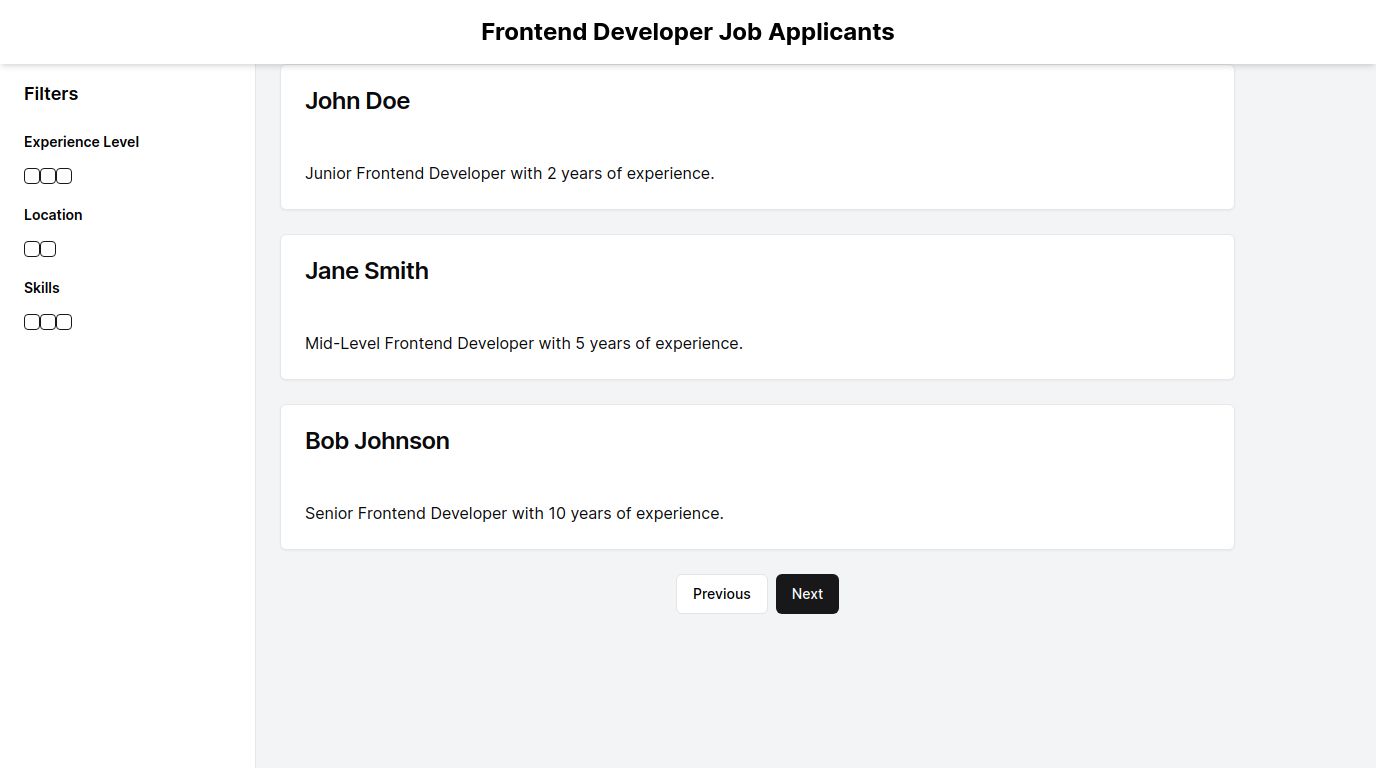 Frontend Developer Job Applicants
Filters
Experience Level
Location
Skills
John Doe
Junior Frontend Developer with 2 years of experience.
Jane Smith
Mid-Level Frontend Developer with 5 years of experience.
Bob Johnson
Senior Frontend Developer with 10 years of experience.
Previous
Next